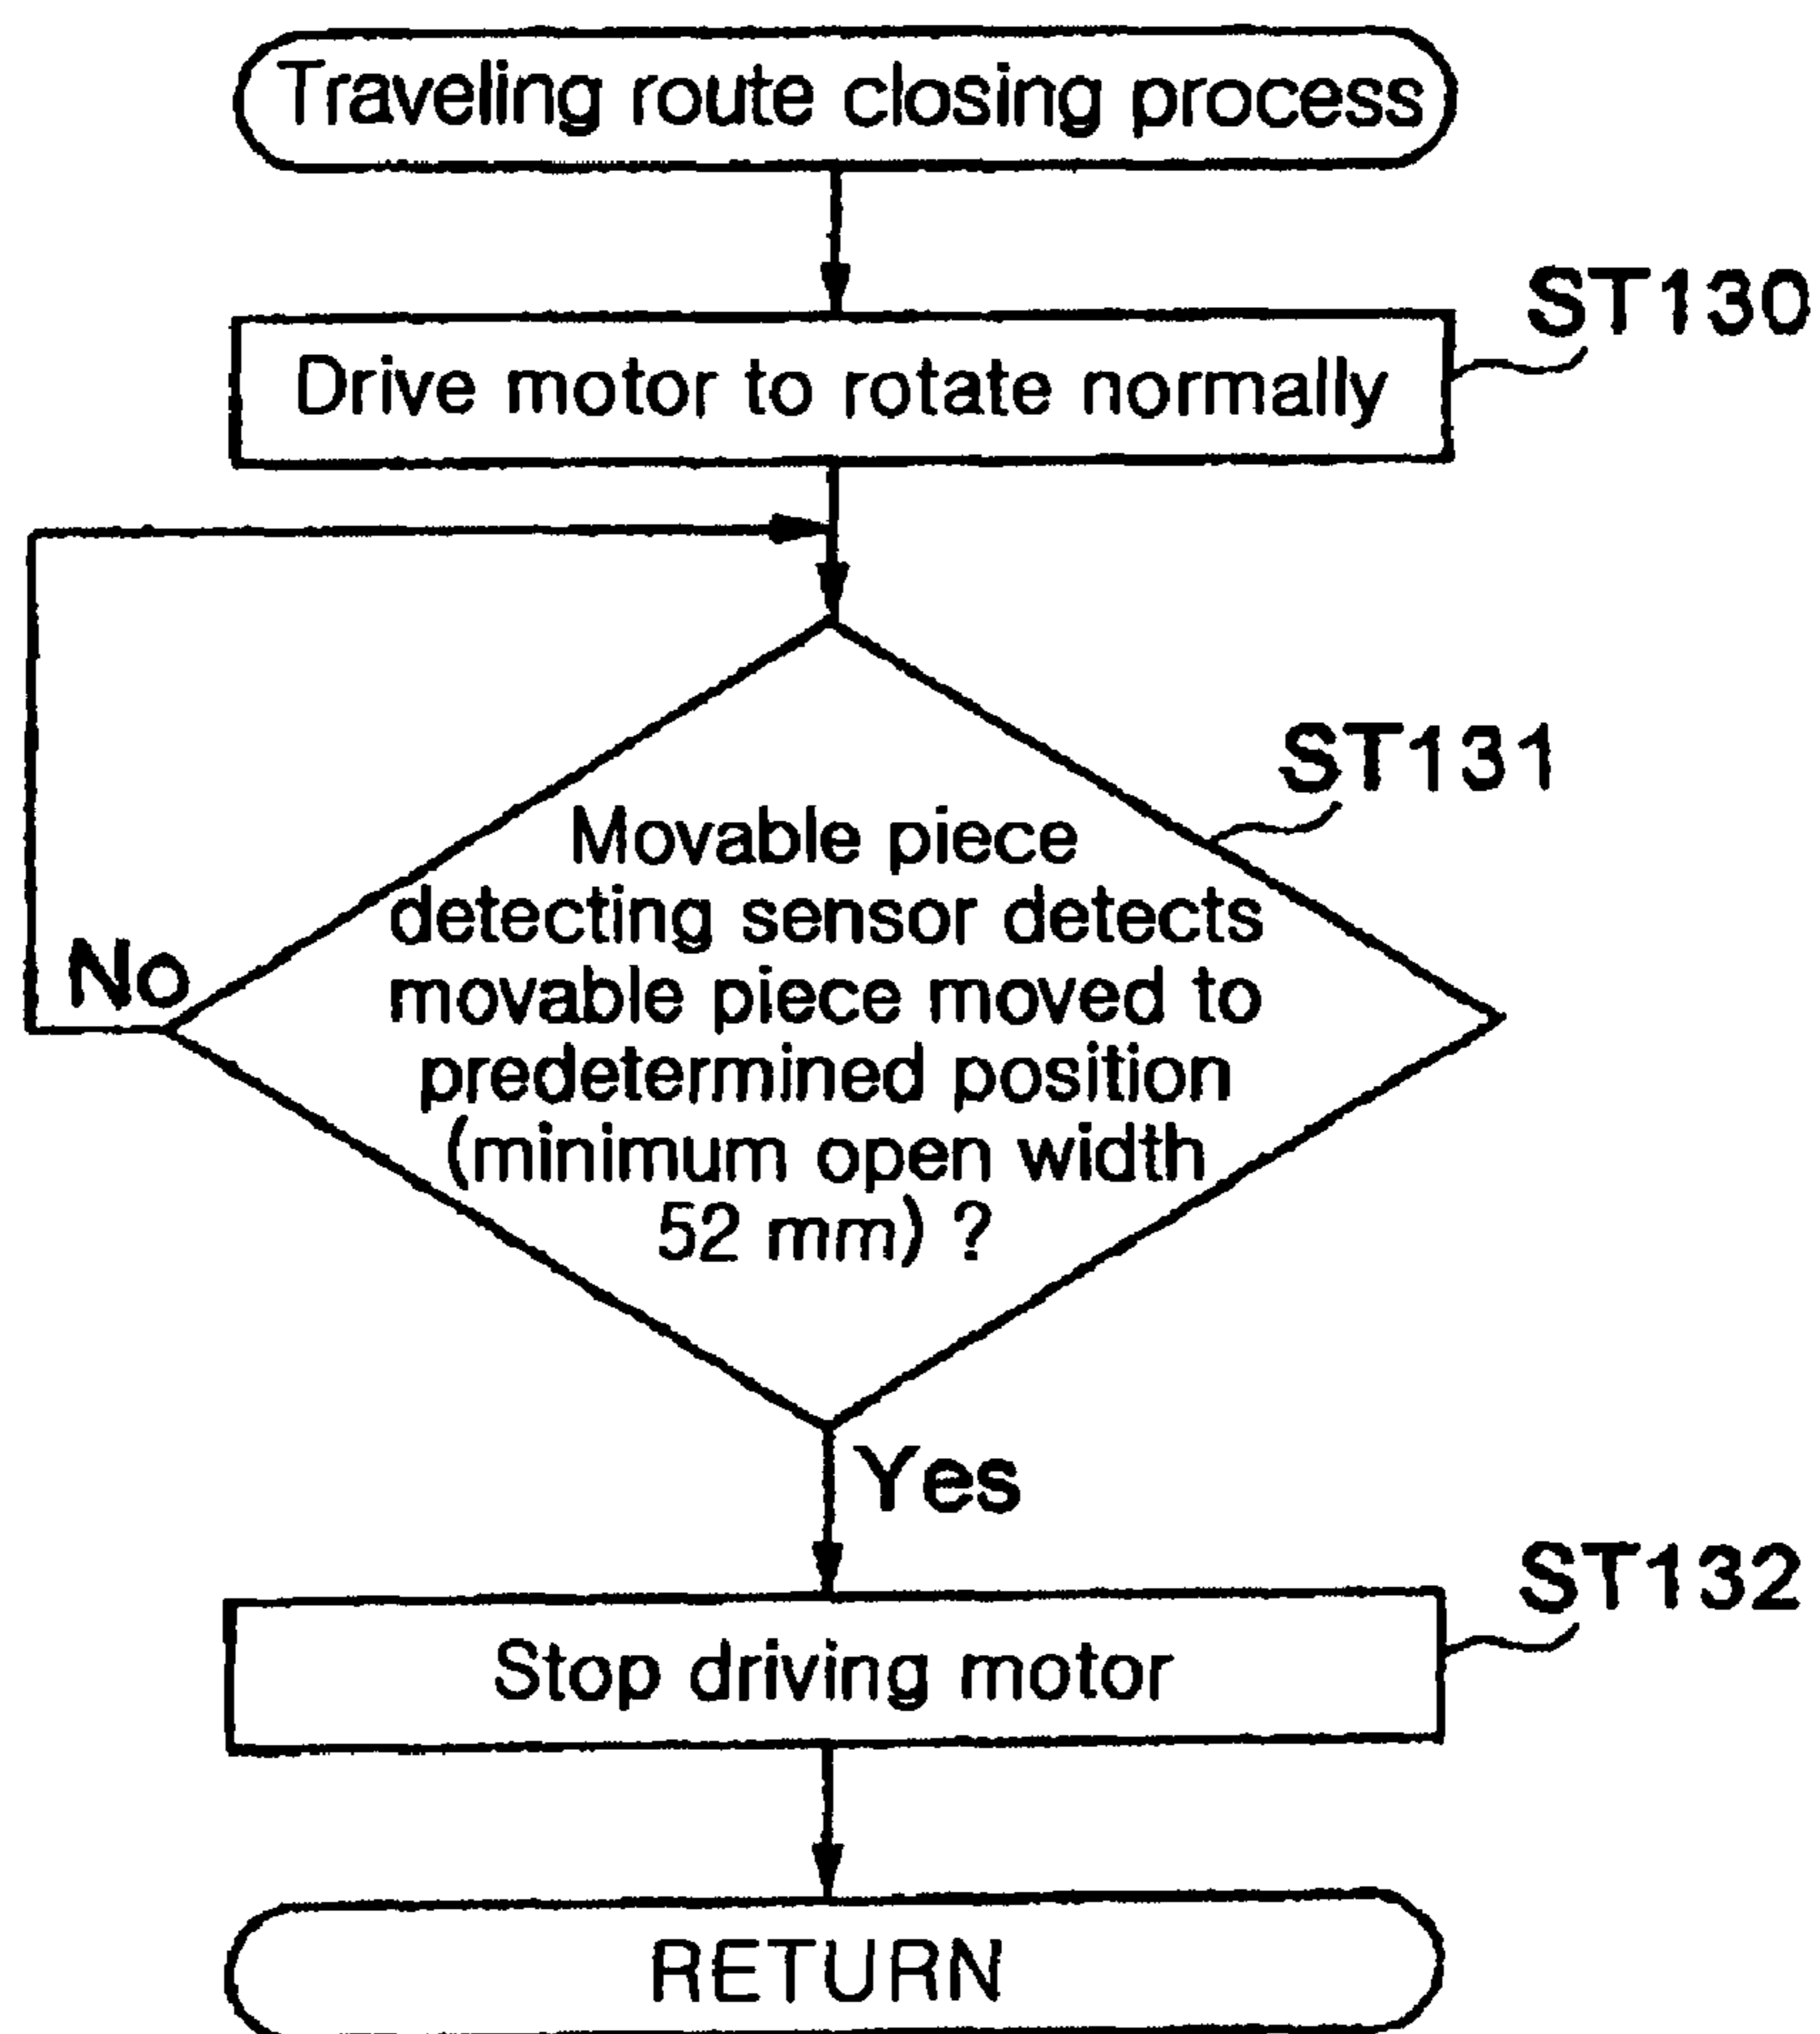 Traveling route closing process
ST130
Drive motor to rotate normally
ST131
Movable piece
detecting sensor detects
movable piece moved to
predetermined position
(minimum open width
52 mm) ?
No
Yes
ST132
Stop driving motor
RETURN